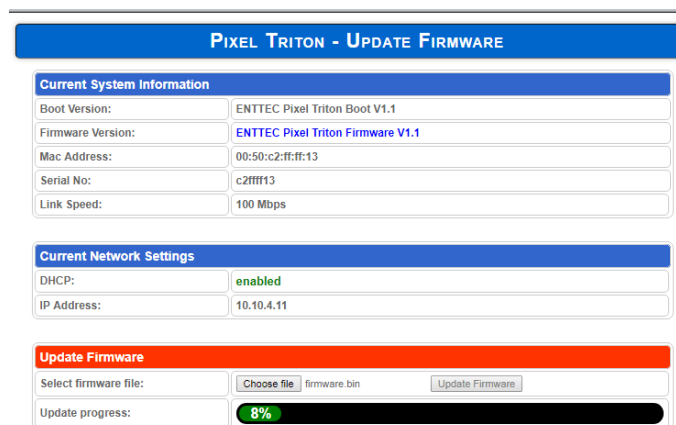 PIXEL TRITON - UPDATE FIRMWARE
Current System Information
Boot Version: ENTTEC Pixel Triton Boot V1.1
Firmware Version: ENTTEC Pixel Triton Firmware V1.1
Mac Address: 00:50:c2:ff:ff:13
Serial No: c2ffff13
Link Speed: 100 Mbps
Current Network Settings
DHCP: enabled
IP Address: 10.10.4.11
Update Firmware
Select firmware file: Choose file firmware.bin Update Firmware
Update progress: 8%